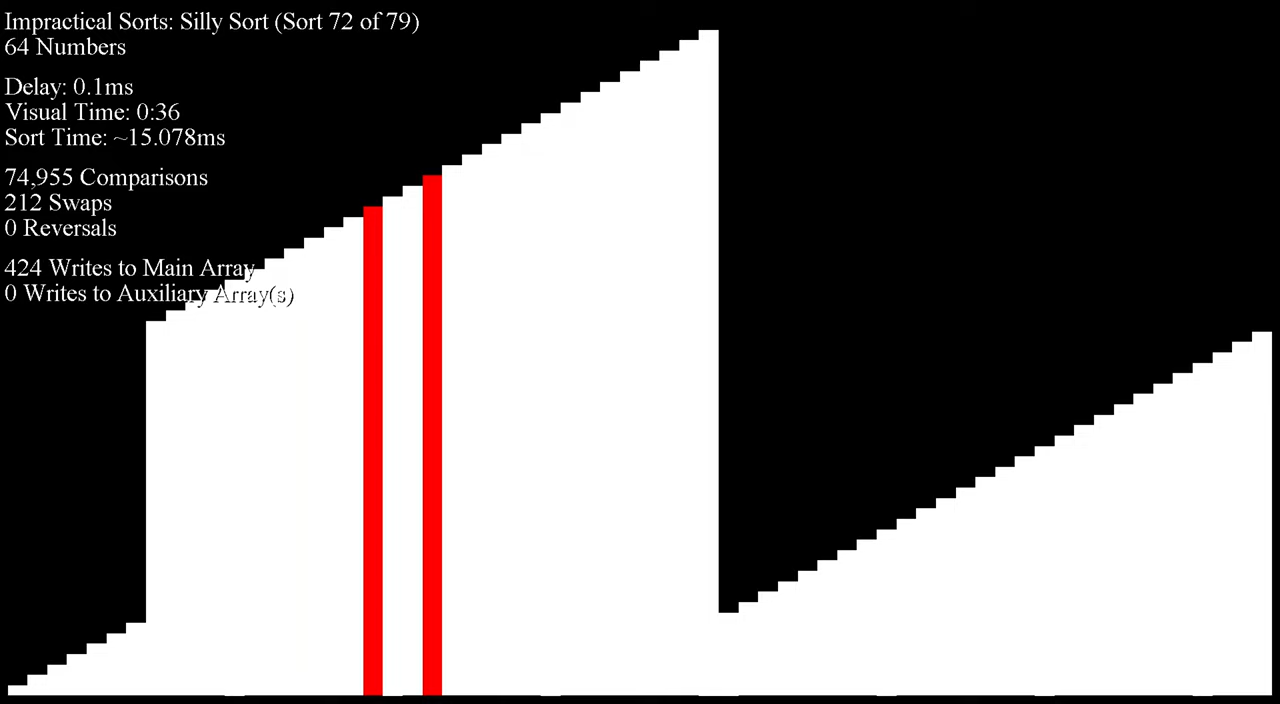 Impractical Sorts: Silly Sort (Sort 72 of 79)
64 Numbers
Delay: 0.1ms
Visual Time: 0:36
Sort Time: ~15.078ms
74,955 Comparisons
212 Swaps
0 Reversals
424 Writes to Main Array
0 Writes to Auxiliary Array(s)